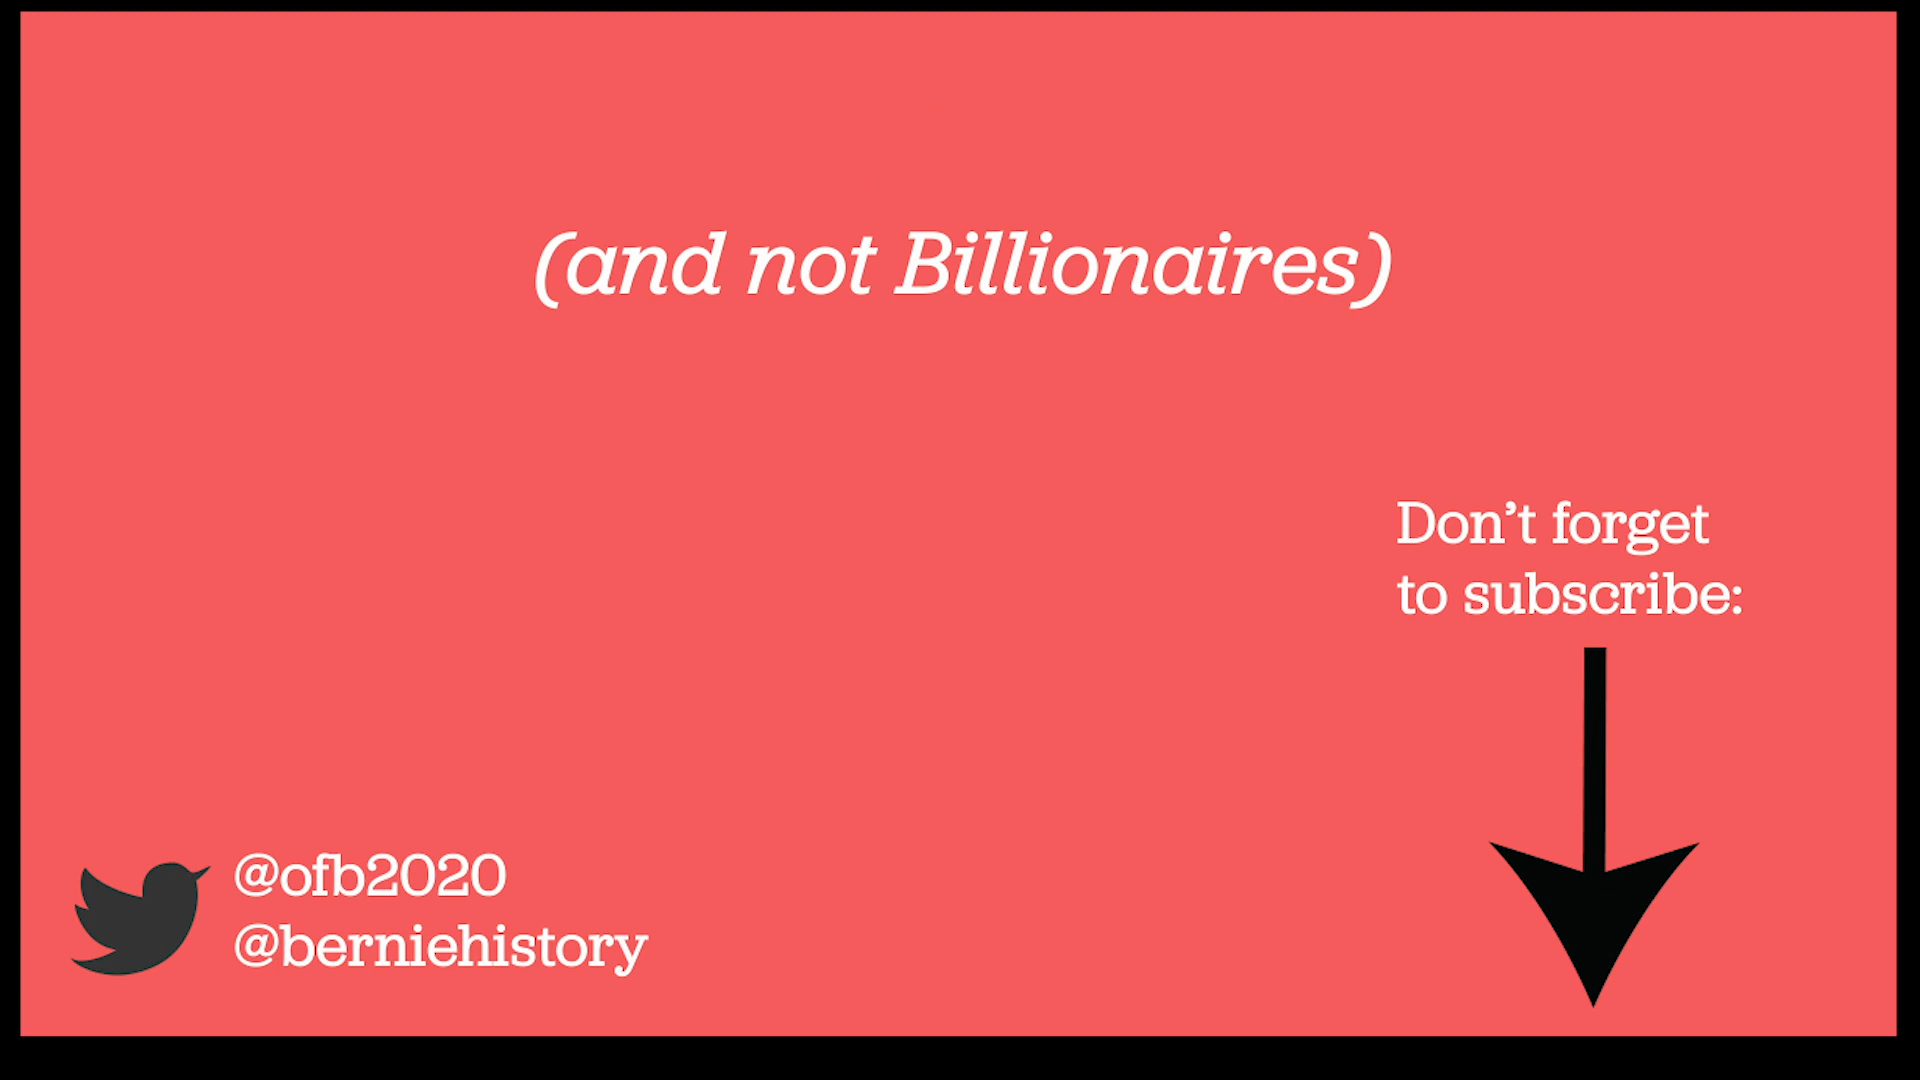 (and not Billionaires)
Don’t forget
to subscribe:
@ofb2020
@berniehistory